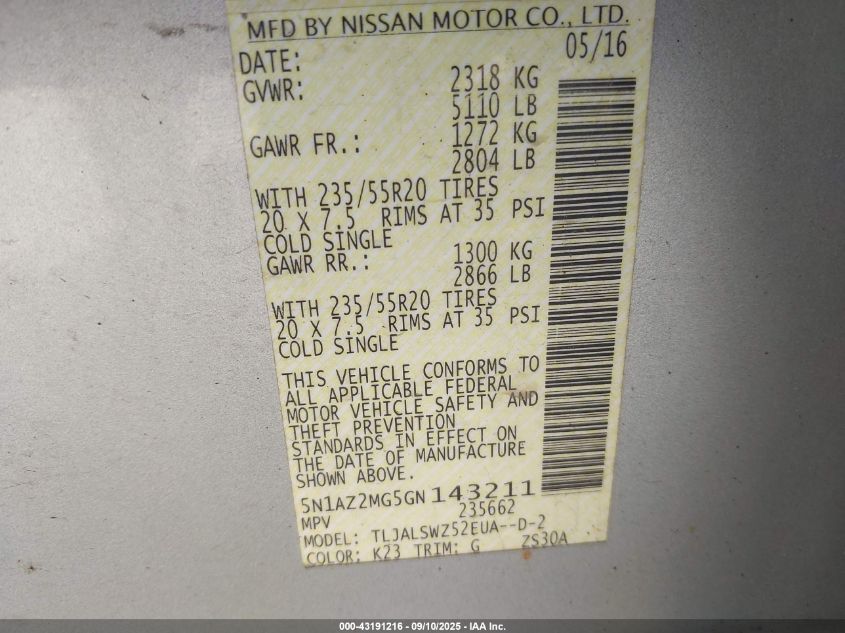 MFD BY NISSAN MOTOR CO., LTD.
DATE: 05/16
GVWR: 2318 KG
5110 LB
GAWR FR.: 1272 KG
2804 LB
WITH 235/55R20 TIRES
20 X 7.5 RIMS AT 35 PSI
COLD SINGLE
GAWR RR.: 1300 KG
2866 LB
WITH 235/55R20 TIRES
20 X 7.5 RIMS AT 35 PSI
COLD SINGLE
THIS VEHICLE CONFORMS TO
ALL APPLICABLE FEDERAL
MOTOR VEHICLE SAFETY AND
THEFT PREVENTION
STANDARDS IN EFFECT ON
THE DATE OF MANUFACTURE
SHOWN ABOVE.
5N1AZ2MG5GN143211
MPV 235662
MODEL: TLJALSWZ52EUA--D-2
COLOR: K23 TRIM: G ZS30A
000-43191216 - 09/10/2025 - IAA Inc.